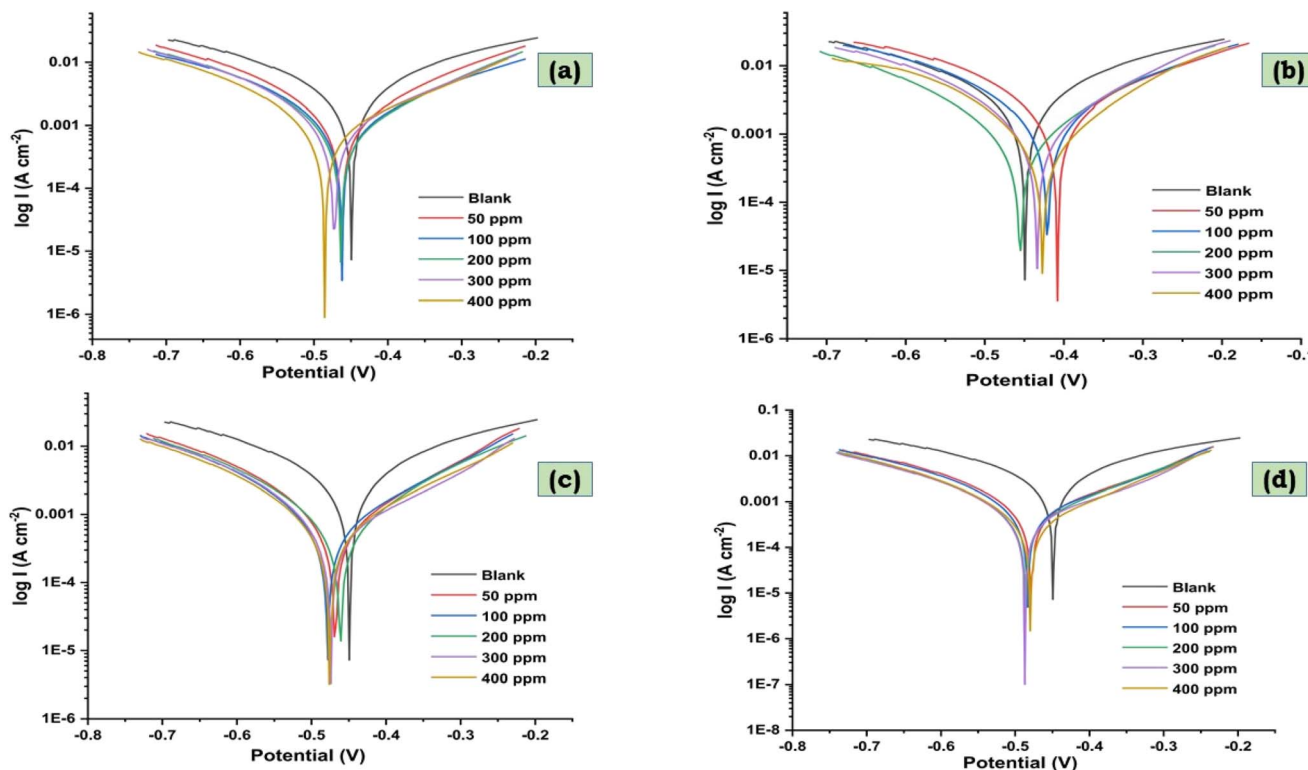 log I (A cm-2)
0.01
0.001
1E-4
1E-5
1E-6
(a)
Blank
50 ppm
100 ppm
200 ppm
300 ppm
400 ppm
-0.8 -0.7 -0.6 -0.5 -0.4 -0.3 -0.2
Potential (V)
log I (A cm-2)
0.01
0.001
1E-4
1E-5
1E-6
(b)
Blank
50 ppm
100 ppm
200 ppm
300 ppm
400 ppm
-0.7 -0.6 -0.5 -0.4 -0.3 -0.2
Potential (V)
log I (A cm-2)
0.01
0.001
1E-4
1E-5
1E-6
(c)
Blank
50 ppm
100 ppm
200 ppm
300 ppm
400 ppm
-0.8 -0.7 -0.6 -0.5 -0.4 -0.3 -0.2
Potential (V)
log I (A cm-2)
0.1
0.01
0.001
1E-4
1E-5
1E-6
1E-7
1E-8
(d)
Blank
50 ppm
100 ppm
200 ppm
300 ppm
400 ppm
-0.8 -0.7 -0.6 -0.5 -0.4 -0.3 -0.2
Potential (V)